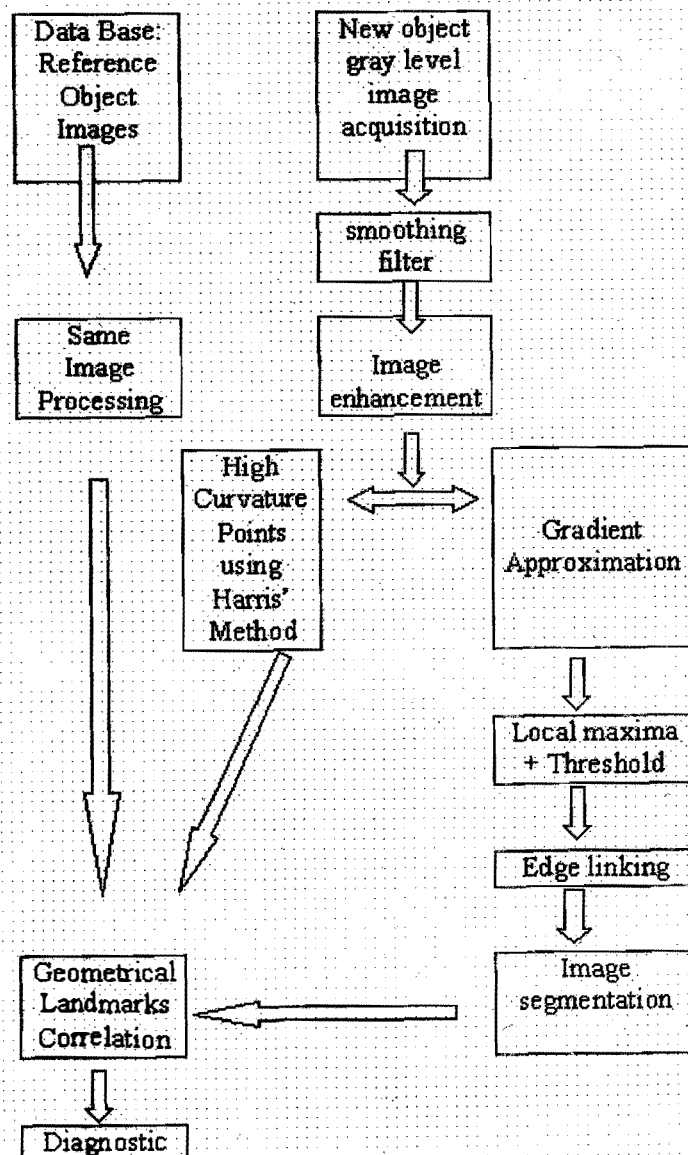 Data Base:
Reference
Object
Images
New object
gray level
image
acquisition
smoothing
filter
Same
Image
Processing
Image
enhancement
High
Curvature
Points
using
Harris'
Method
Gradient
Approximation
Local maxima
+ Threshold
Edge linking
Image
segmentation
Geometrical
Landmarks
Correlation
Diagnostic